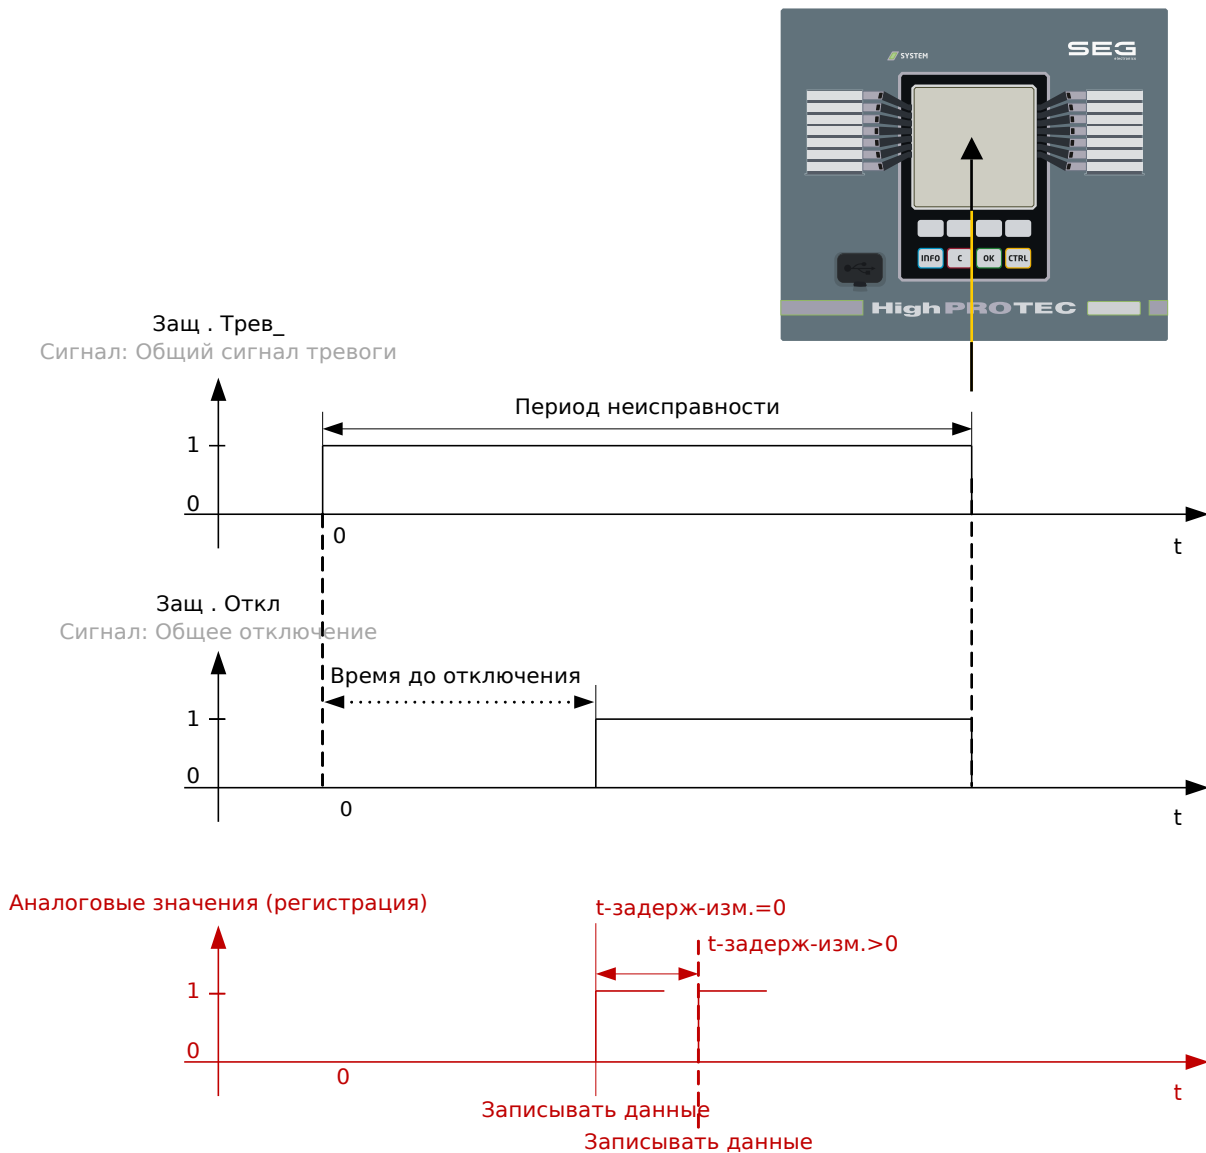 SEG
electronics
SYSTEM
INFO
C
OK
CTRL
HighPROTEC
Защ . Трев_
Сигнал: Общий сигнал тревоги
Период неисправности
1
0
0
t
Защ . Откл
Сигнал: Общее отключение
Время до отключения
1
0
0
t
Аналоговые значения (регистрация)
t-задерж-изм.=0
t-задерж-изм.>0
1
0
0
t
Записывать данные
Записывать данные